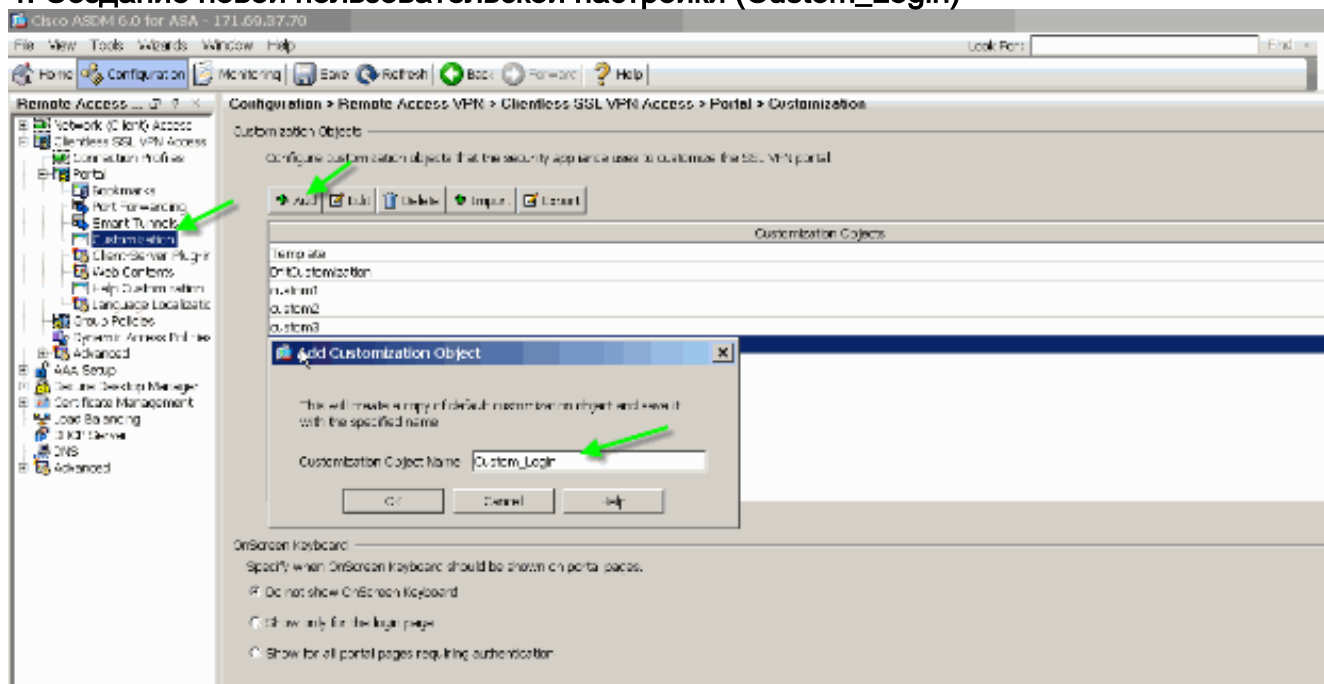 4. Создание новой пользовательской настройки (Custom_Login)
Cisco ASDM 6.0 for ASA - 171.69.37.70
File View Tools Wizards Window Help Look For: Find
Home Configuration Monitoring Save Refresh Back Forward Help
Remote Access ...
Configuration > Remote Access VPN > Clientless SSL VPN Access > Portal > Customization
Network (Client) Access
Clientless SSL VPN Access
Connection Profiles
Portal
Bookmarks
Port Forwarding
Smart Tunnels
Customization
Client-Server Plug-in
Web Contents
Help Customization
Language Localizatio
Group Policies
Dynamic Access Policies
Advanced
AAA Setup
Secure Desktop Manager
Certificate Management
Load Balancing
DHCP Server
DNS
Advanced
Customization Objects
Configure customization objects that the security appliance uses to customize the SSL VPN portal
Add Edit Delete Import Export
Customization Objects
Template
DfltCustomization
custom1
custom2
custom3
Add Customization Object
This will create a copy of default customization object and save it
with the specified name
Customization Object Name Custom_Login
OK Cancel Help
OnScreen Keyboard
Specify when OnScreen Keyboard should be shown on portal pages.
Do not show OnScreen Keyboard
Show only for the login page
Show for all portal pages requiring authentication